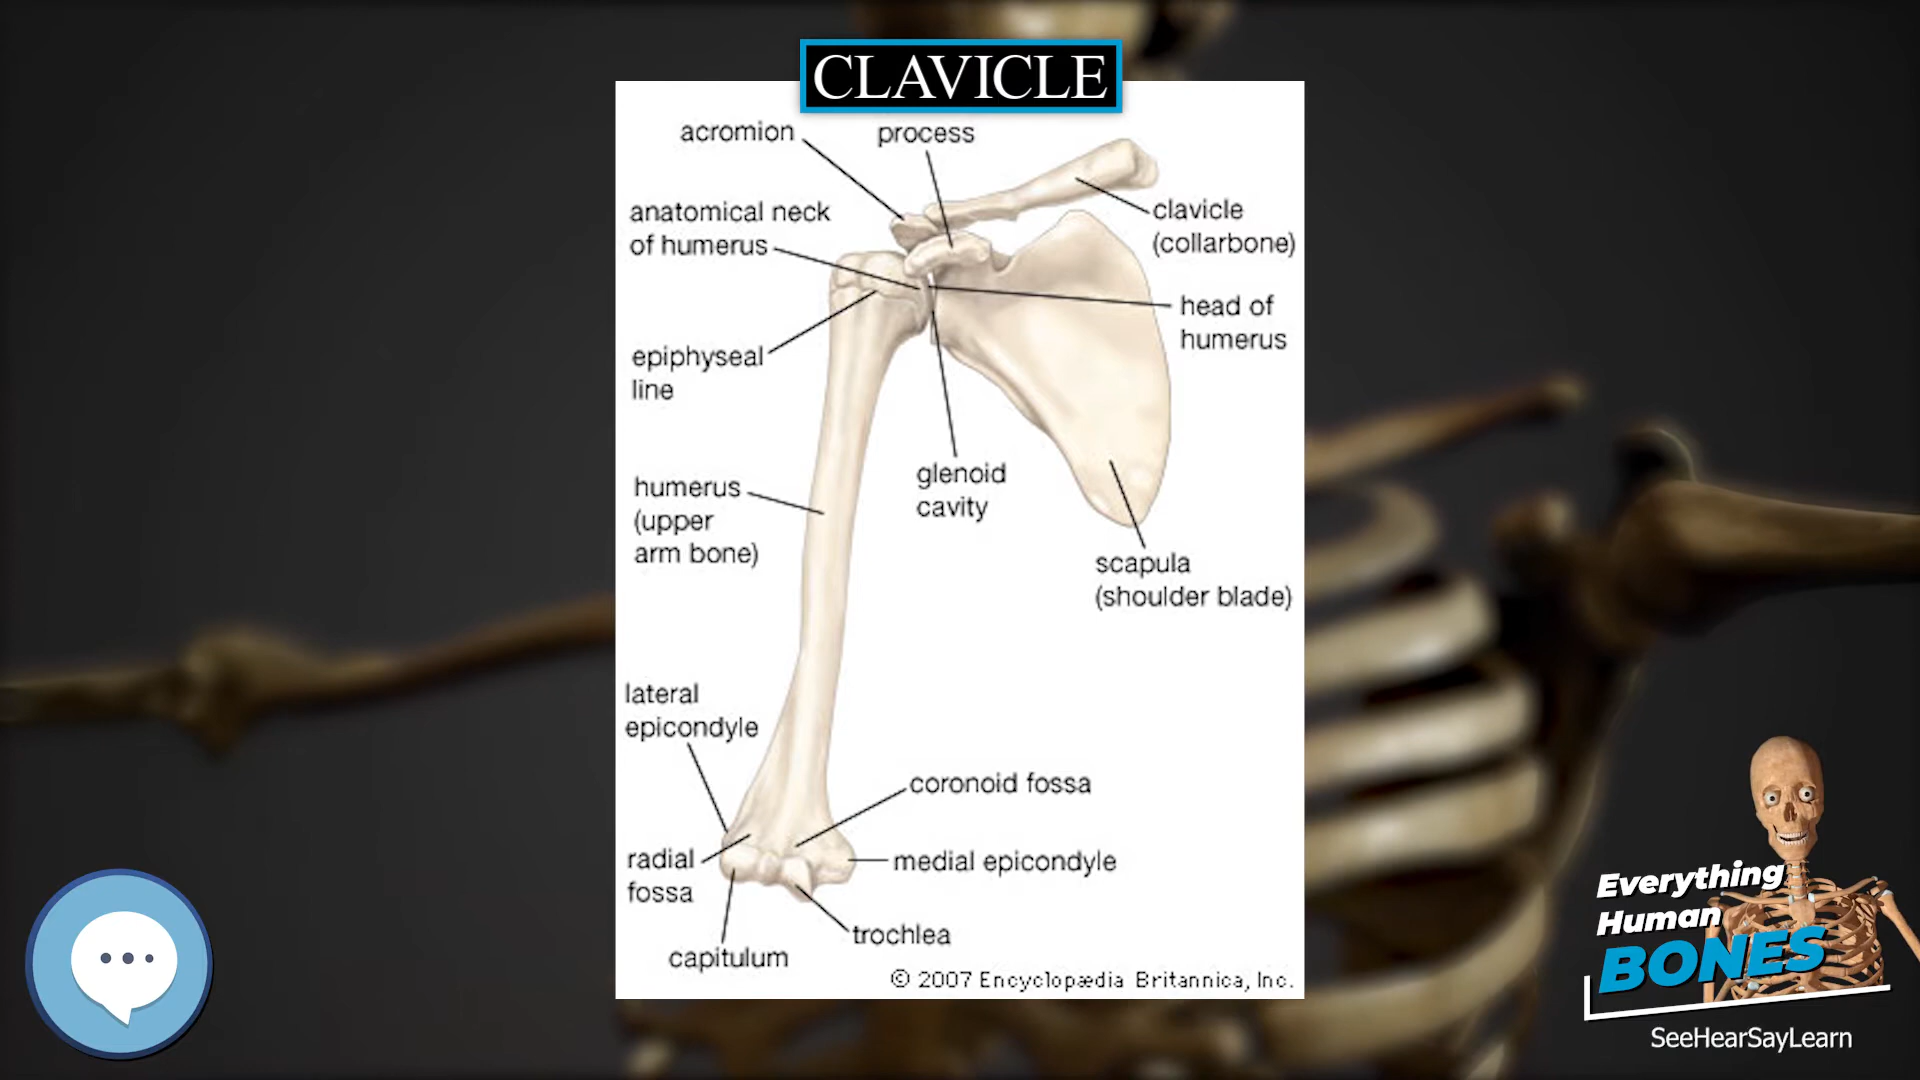 CLAVICLE
acromion
process
anatomical neck
of humerus
clavicle
(collarbone)
head of
humerus
epiphyseal
line
glenoid
cavity
humerus
(upper
arm bone)
scapula
(shoulder blade)
lateral
epicondyle
coronoid fossa
radial
fossa
medial epicondyle
trochlea
capitulum
© 2007 Encyclopædia Britannica, Inc.
Everything
Human
BONES
SeeHearSayLearn